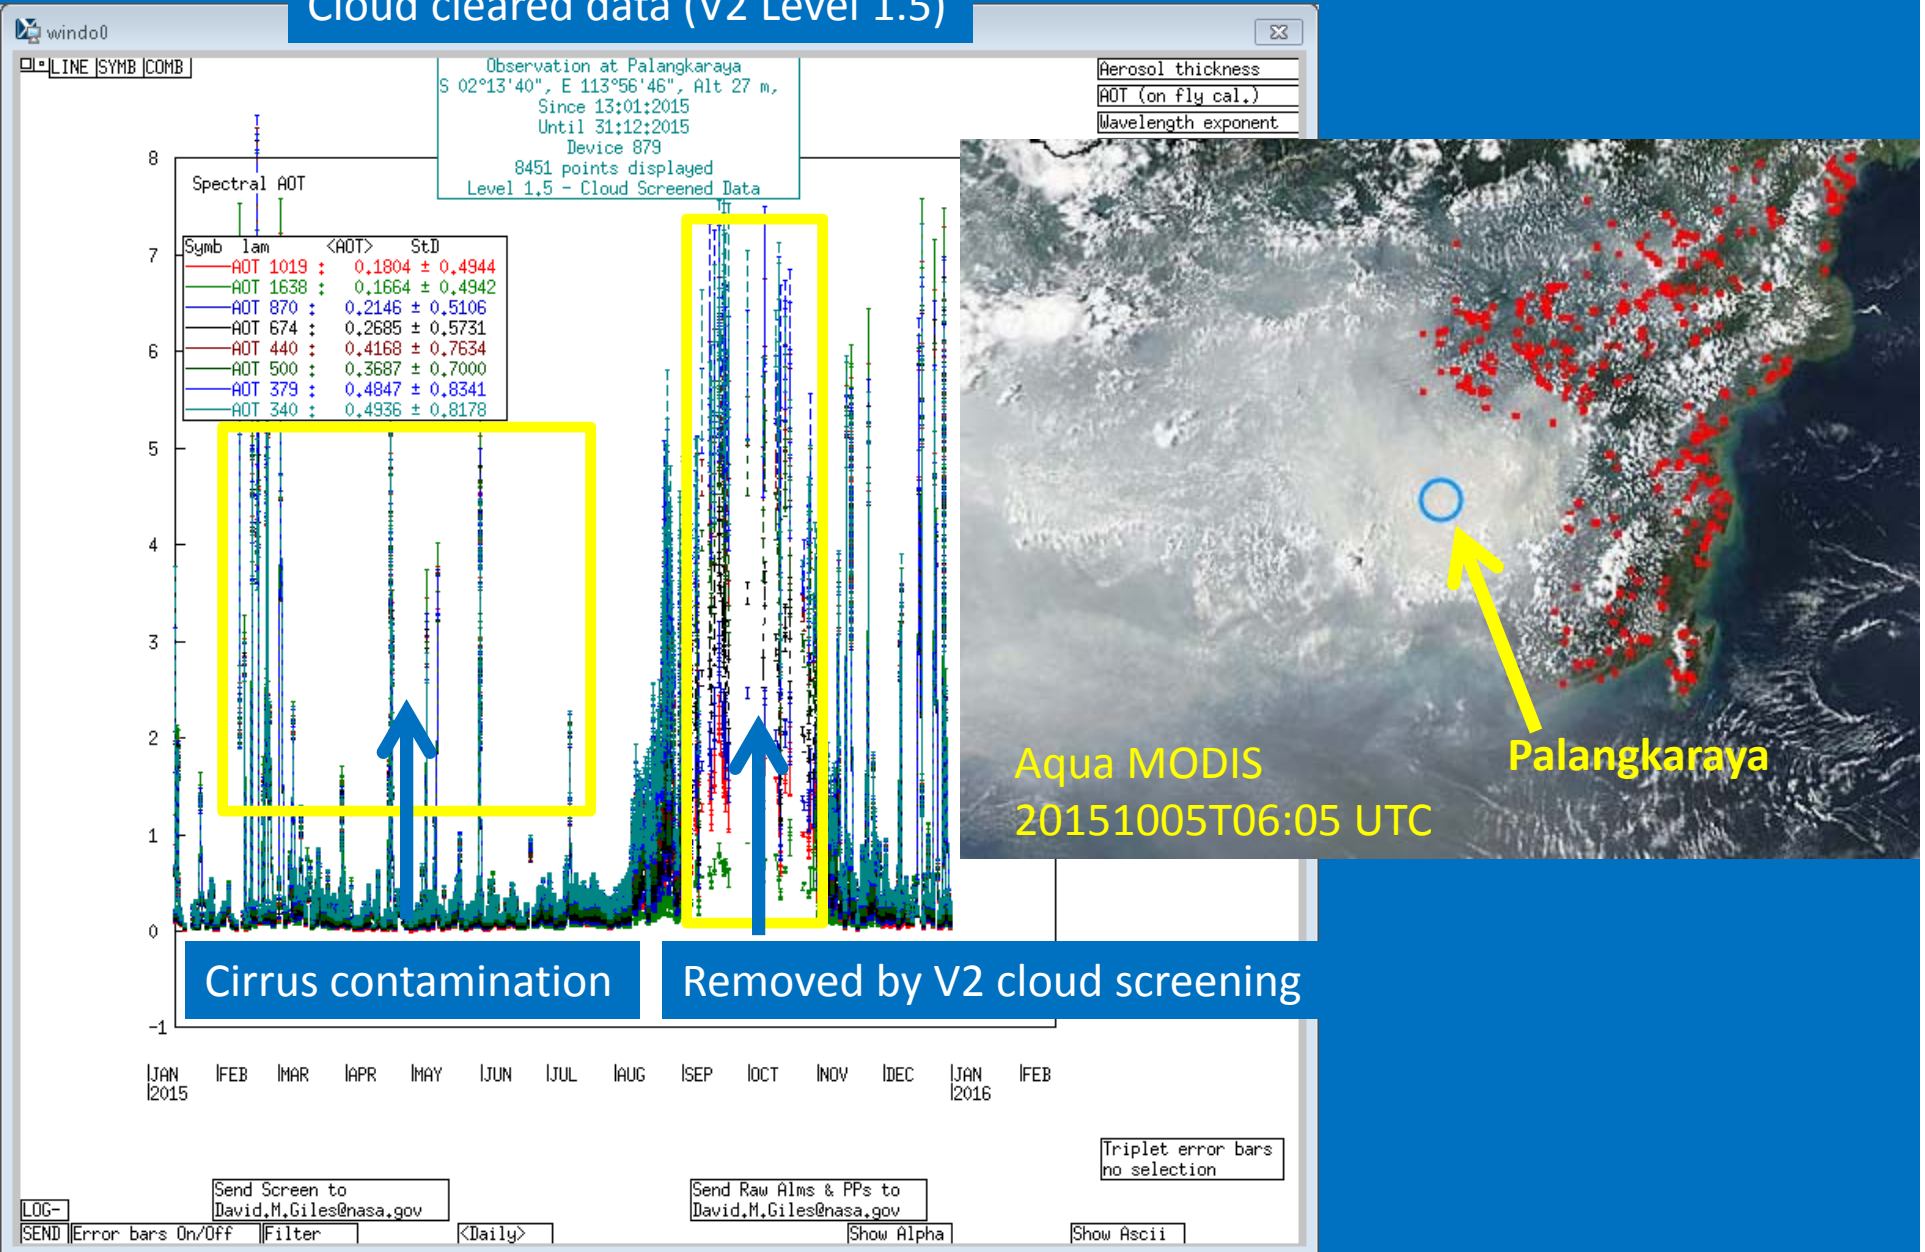 Cloud cleared data (V2 Level 1.5)
windo0
LINE SYMB COMB
Observation at Palangkaraya
S 02°13'40", E 113°56'46", Alt 27 m,
Since 13:01:2015
Until 31:12:2015
Device 879
8451 points displayed
Level 1.5 - Cloud Screened Data
Aerosol thickness
AOT (on fly cal.)
Wavelength exponent
Spectral AOT
Symb lam <AOT> StD
AOT 1019 : 0.1804 ± 0.4944
AOT 1638 : 0.1664 ± 0.4942
AOT 870 : 0.2146 ± 0.5106
AOT 674 : 0.2685 ± 0.5731
AOT 440 : 0.4168 ± 0.7634
AOT 500 : 0.3687 ± 0.7000
AOT 379 : 0.4847 ± 0.8341
AOT 340 : 0.4936 ± 0.8178
8
7
6
5
4
3
2
1
0
-1
Palangkaraya
Aqua MODIS
20151005T06:05 UTC
Cirrus contamination
Removed by V2 cloud screening
JAN FEB MAR APR MAY JUN JUL AUG SEP OCT NOV DEC JAN FEB
2015 2016
Triplet error bars
no selection
Send Screen to
David.M.Giles@nasa.gov
Send Raw Alms & PPs to
David.M.Giles@nasa.gov
LOG-
SEND Error bars On/Off Filter <Daily> Show Alpha Show Ascii